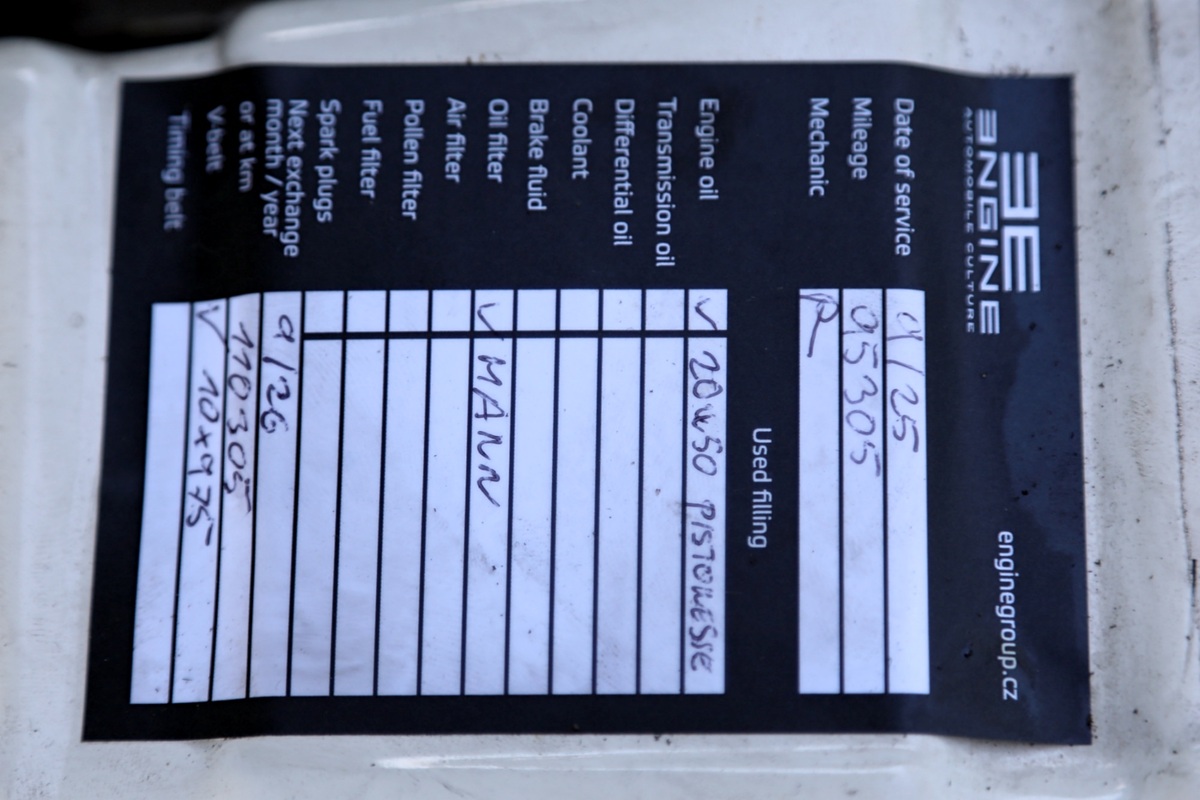 ENGINE
AUTOMOBILE CULTURE
enginegroup.cz
Date of service 9/25
Mileage 95305
Mechanic R
Used filling
Engine oil ✓ 20w50 PISTONESSE
Transmission oil
Differential oil
Coolant
Brake fluid
Oil filter ✓ MANN
Air filter
Pollen filter
Fuel filter
Spark plugs
Next exchange
month / year 9/26
or at km 110305
V-belt ✓ 10x975
Timing belt